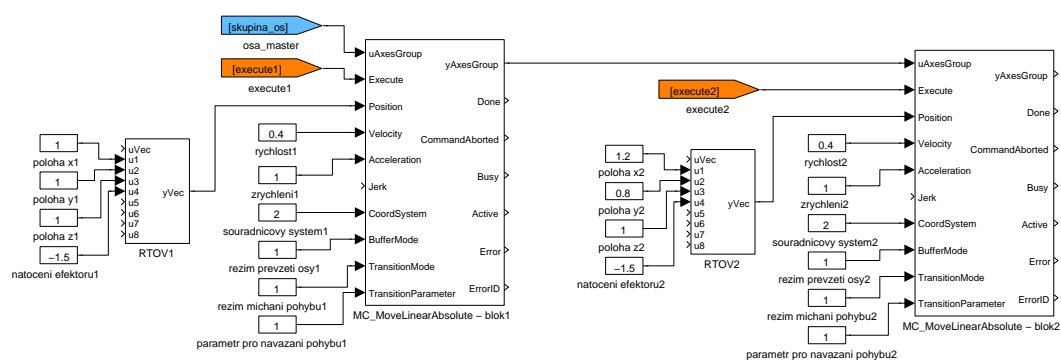 [skupina_os]
osa_master
[execute1]
execute1
1
poloha x1
1
poloha y1
1
poloha z1
−1.5
natoceni efektoru1
uVec
u1
u2
u3
u4
u5
u6
u7
u8
yVec
RTOV1
0.4
rychlost1
1
zrychleni1
2
souradnicovy system1
1
rezim prevzeti osy1
1
rezim michani pohybu1
1
parametr pro navazani pohybu1
uAxesGroup
Execute
Position
Velocity
Acceleration
Jerk
CoordSystem
BufferMode
TransitionMode
TransitionParameter
yAxesGroup
Done
CommandAborted
Busy
Active
Error
ErrorID
MC_MoveLinearAbsolute − blok1
[execute2]
execute2
1.2
poloha x2
0.8
poloha y2
1
poloha z2
−1.5
natoceni efektoru2
uVec
u1
u2
u3
u4
u5
u6
u7
u8
yVec
RTOV2
0.4
rychlost2
1
zrychleni2
2
souradnicovy system2
1
rezim prevzeti osy2
1
rezim michani pohybu2
1
parametr pro navazani pohybu2
uAxesGroup
Execute
Position
Velocity
Acceleration
Jerk
CoordSystem
BufferMode
TransitionMode
TransitionParameter
yAxesGroup
Done
CommandAborted
Busy
Active
Error
ErrorID
MC_MoveLinearAbsolute − blok2